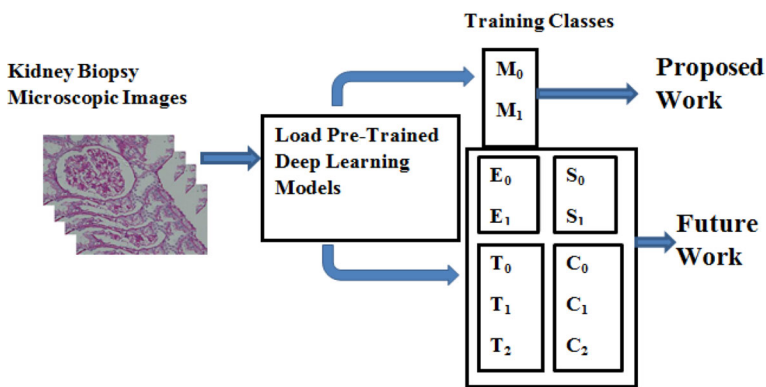 Training Classes
Kidney Biopsy
Microscopic Images
Load Pre-Trained
Deep Learning
Models
M₀
M₁
Proposed
Work
E₀
E₁
S₀
S₁
T₀
T₁
T₂
C₀
C₁
C₂
Future
Work